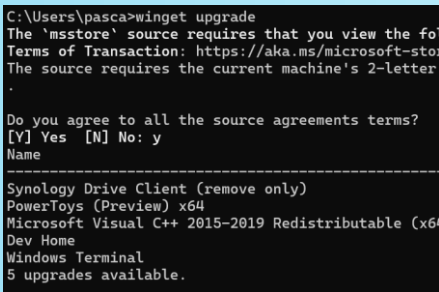 C:\Users\pasca>winget upgrade
The `msstore` source requires that you view the
Terms of Transaction: https://aka.ms/microsoft-sto
The source requires the current machine's 2-letter
.
Do you agree to all the source agreements terms?
[Y] Yes  [N] No: y
Name
--------------------------------------------------
Synology Drive Client (remove only)
PowerToys (Preview) x64
Microsoft Visual C++ 2015-2019 Redistributable (x64
Dev Home
Windows Terminal
5 upgrades available.